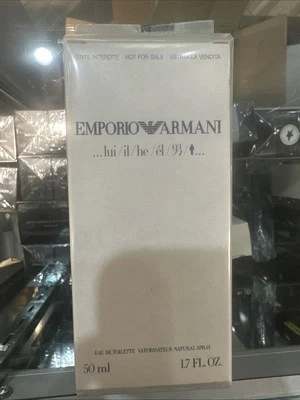 VENTE INTERDITE - NOT FOR SALE - VIETATA LA VENDITA
EMPORIO ARMANI
...lui/il/he/él/彼/...
EAU DE TOILETTE VAPORISATEUR NATURAL SPRAY
50 ml 1.7 FL. OZ.